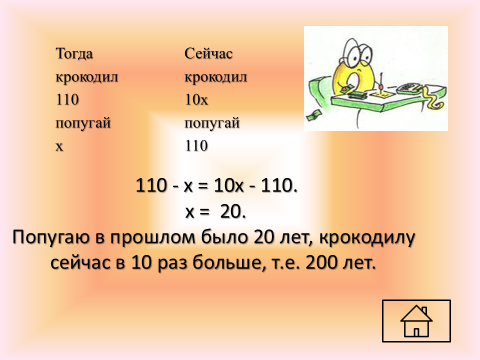 Тогда Сейчас
крокодил крокодил
110 10х
попугай попугай
х 110
110 - х = 10х - 110.
х = 20.
Попугаю в прошлом было 20 лет, крокодилу
сейчас в 10 раз больше, т.е. 200 лет.